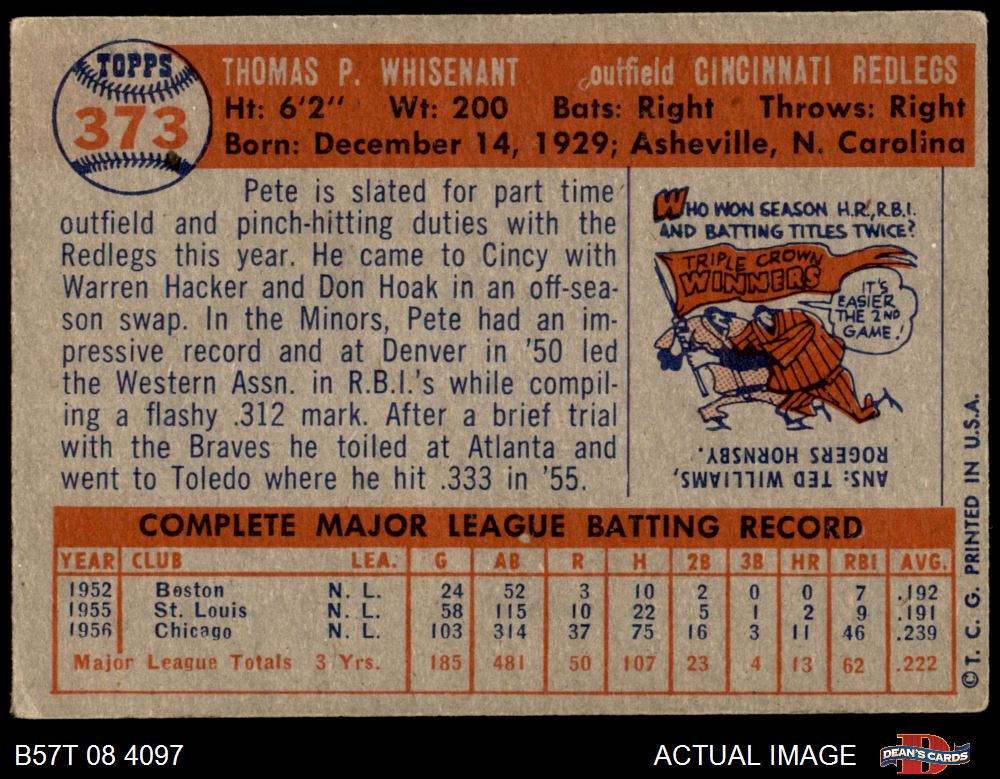 TOPPS
373
THOMAS P. WHISENANT outfield CINCINNATI REDLEGS
Ht: 6'2" Wt: 200 Bats: Right Throws: Right
Born: December 14, 1929; Asheville, N. Carolina
Pete is slated for part time
outfield and pinch-hitting duties with the
Redlegs this year. He came to Cincy with
Warren Hacker and Don Hoak in an off-sea-
son swap. In the Minors, Pete had an im-
pressive record and at Denver in '50 led
the Western Assn. in R.B.I.'s while compil-
ing a flashy .312 mark. After a brief trial
with the Braves he toiled at Atlanta and
went to Toledo where he hit .333 in '55.
WHO WON SEASON H.R., R.B.I.
AND BATTING TITLES TWICE?
TRIPLE CROWN
WINNERS
IT'S
EASIER
THE 2ND
GAME!
ANS: TED WILLIAMS,
ROGERS HORNSBY.
COMPLETE MAJOR LEAGUE BATTING RECORD
YEAR CLUB LEA. G AB R H 2B 3B HR RBI AVG.
1952 Boston N. L. 24 52 3 10 2 0 0 7 .192
1955 St. Louis N. L. 58 115 10 22 5 1 2 9 .191
1956 Chicago N. L. 103 314 37 75 16 3 11 46 .239
Major League Totals 3 Yrs. 185 481 50 107 23 4 13 62 .222
© T. C. G. PRINTED IN U.S.A.
B57T 08 4097 ACTUAL IMAGE DEAN'S CARDS